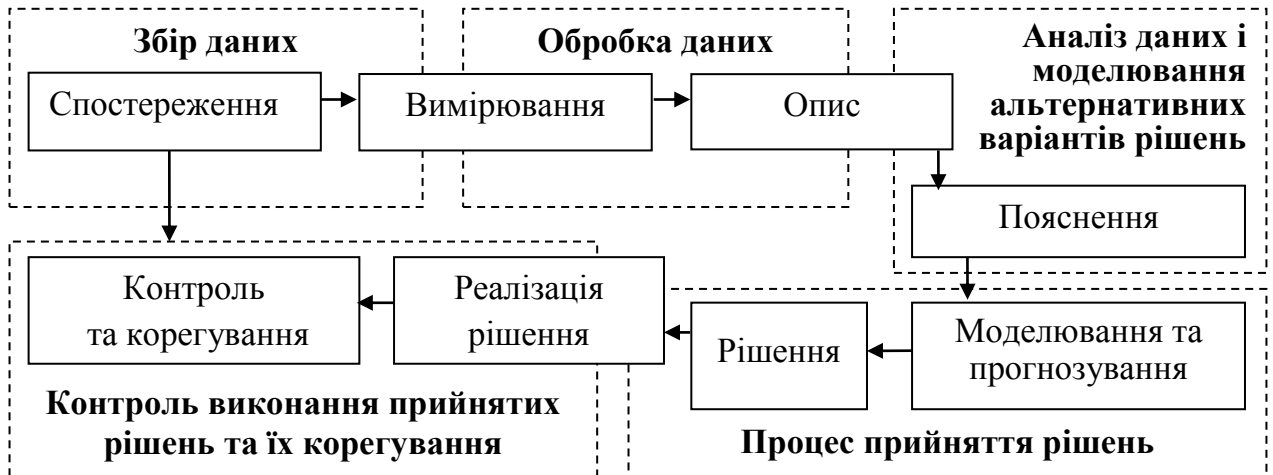 Збір даних
Обробка даних
Аналіз даних і
моделювання
альтернативних
варіантів рішень
Спостереження
Вимірювання
Опис
Пояснення
Контроль
та корегування
Реалізація
рішення
Рішення
Моделювання та
прогнозування
Контроль виконання прийнятих
рішень та їх корегування
Процес прийняття рішень